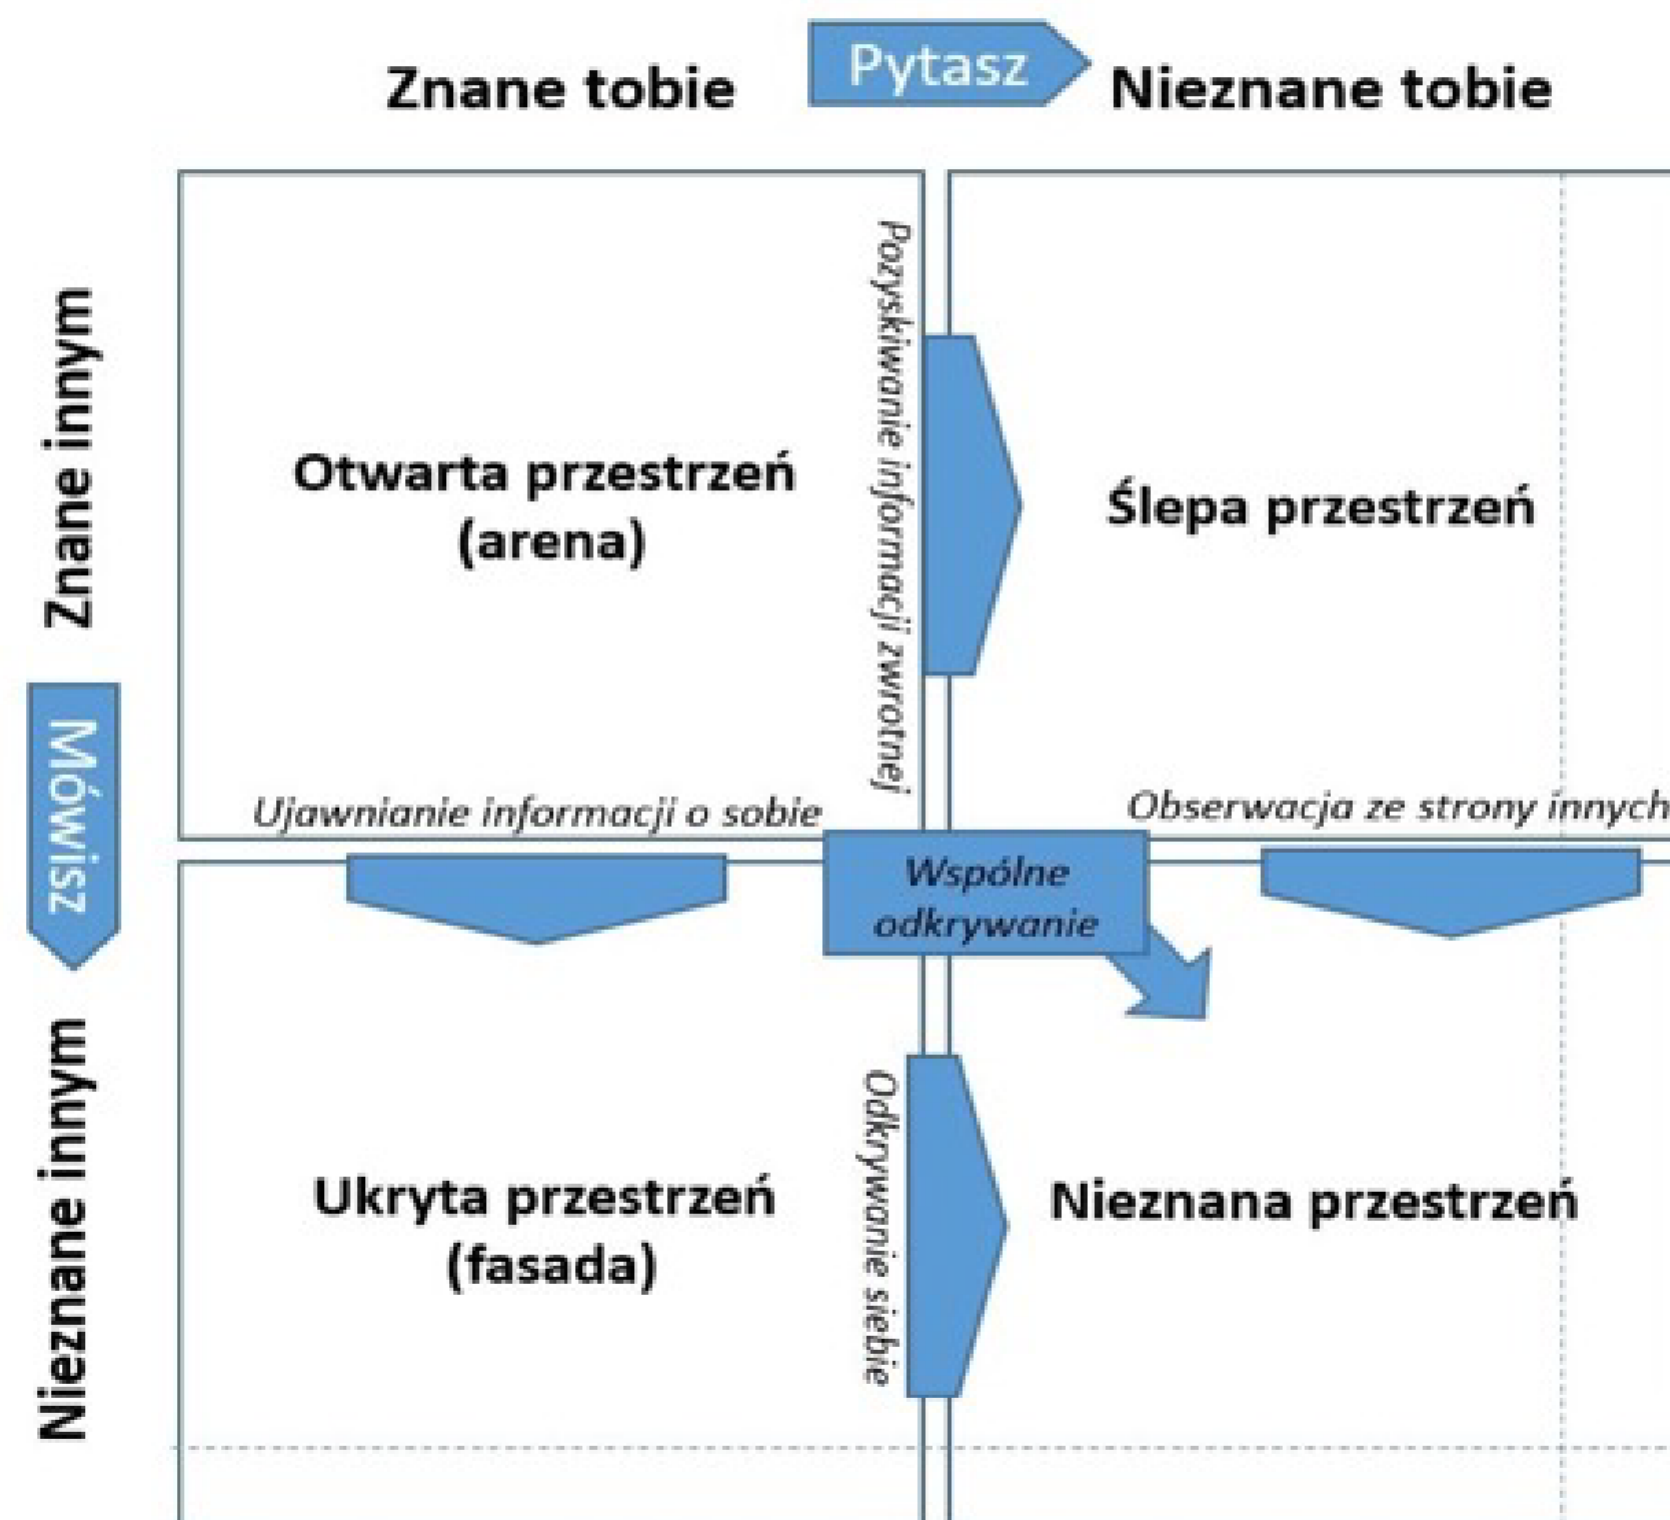 Znane tobie
Pytasz
Nieznane tobie
Znane innym
Mówisz
Nieznane innym
Otwarta przestrzeń
(arena)
Pozyskiwanie informacji zwrotnej
Ślepa przestrzeń
Ujawnianie informacji o sobie
Obserwacja ze strony innych
Wspólne
odkrywanie
Ukryta przestrzeń
(fasada)
Odkrywanie siebie
Nieznana przestrzeń